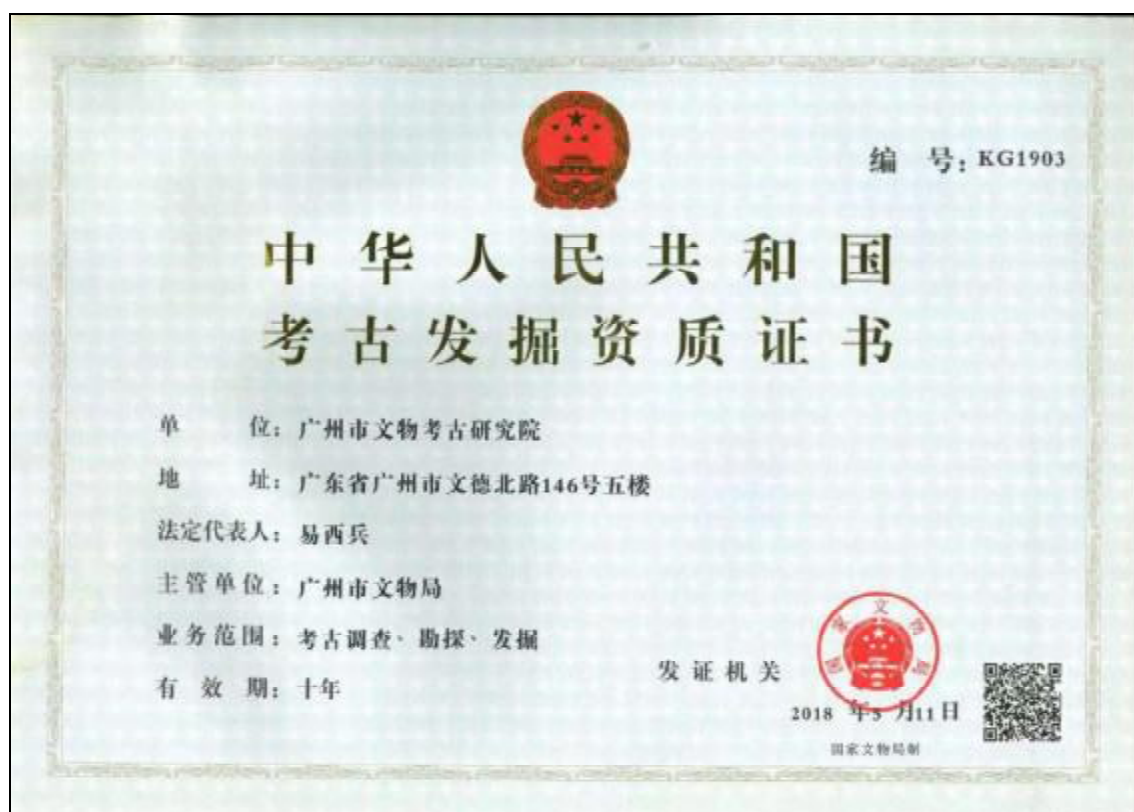 编 号：KG1903
中华人民共和国
考古发掘资质证书
单 位：广州市文物考古研究院
地 址：广东省广州市文德北路146号五楼
法定代表人：易西兵
主管单位：广州市文物局
业务范围：考古调查、勘探、发掘
有 效 期：十年
发证机关
国家文物局
2018 年5 月11日
国家文物局制